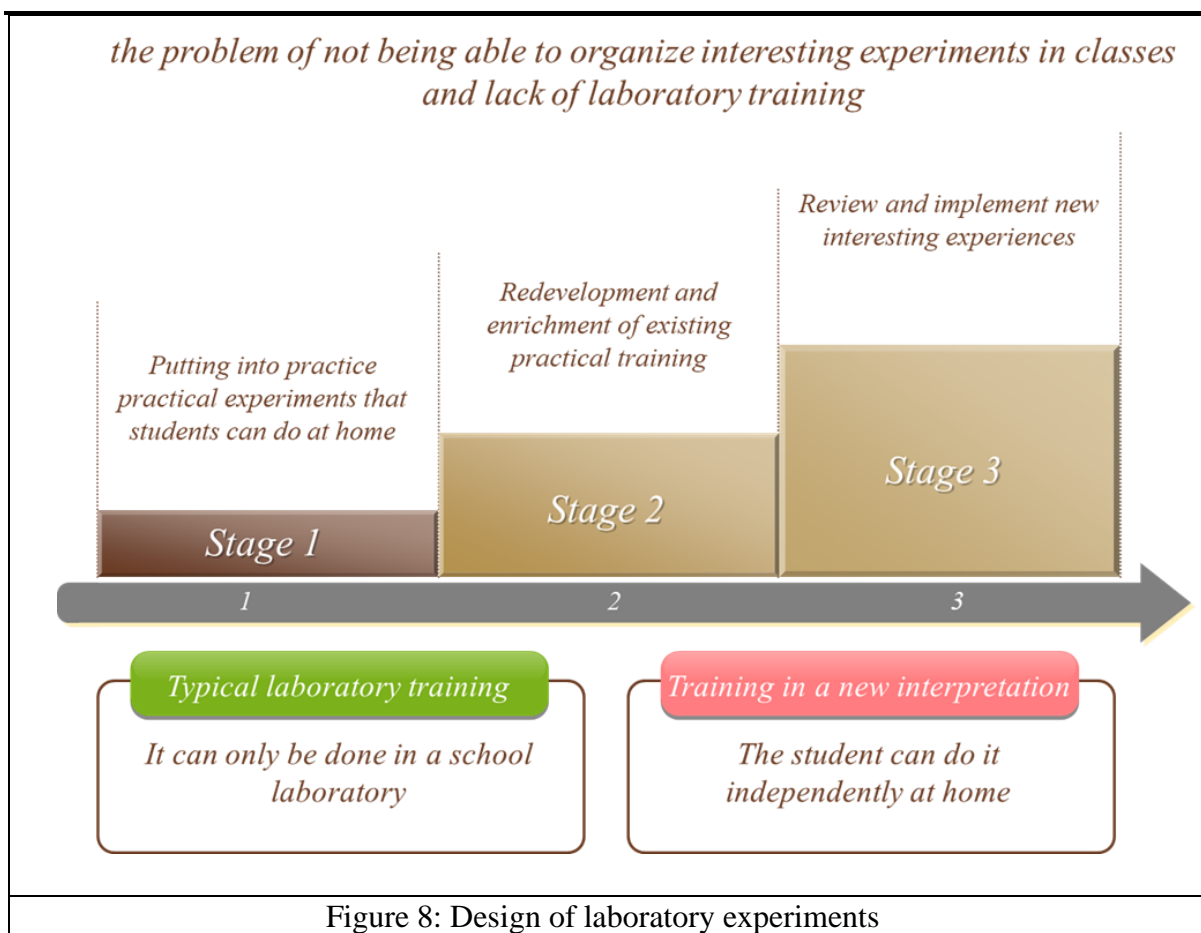 the problem of not being able to organize interesting experiments in classes
and lack of laboratory training
Review and implement new
interesting experiences
Redevelopment and
enrichment of existing
practical training
Putting into practice
practical experiments that
students can do at home
Stage 1
Stage 2
Stage 3
1
2
3
Typical laboratory training
It can only be done in a school
laboratory
Training in a new interpretation
The student can do it
independently at home
Figure 8: Design of laboratory experiments